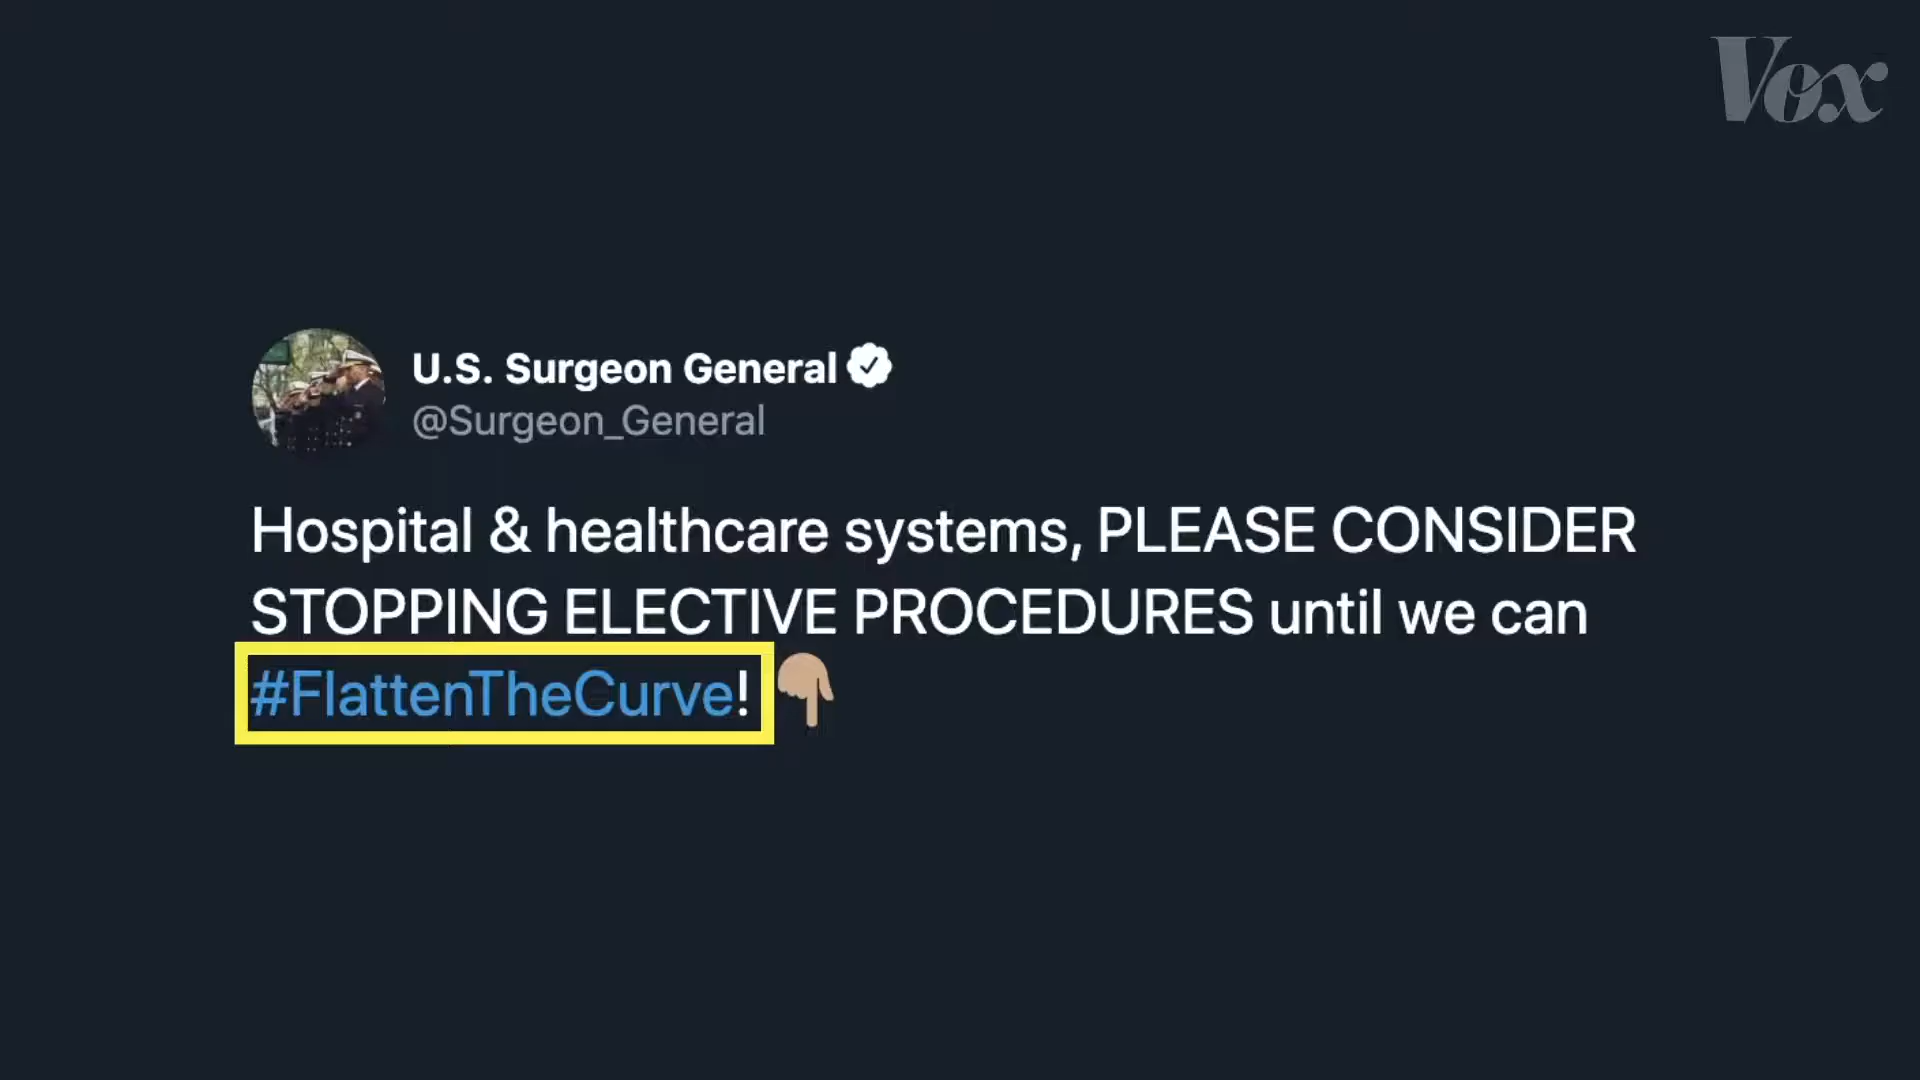 Vox
U.S. Surgeon General
@Surgeon_General
Hospital & healthcare systems, PLEASE CONSIDER
STOPPING ELECTIVE PROCEDURES until we can
#FlattenTheCurve! 👇🏽